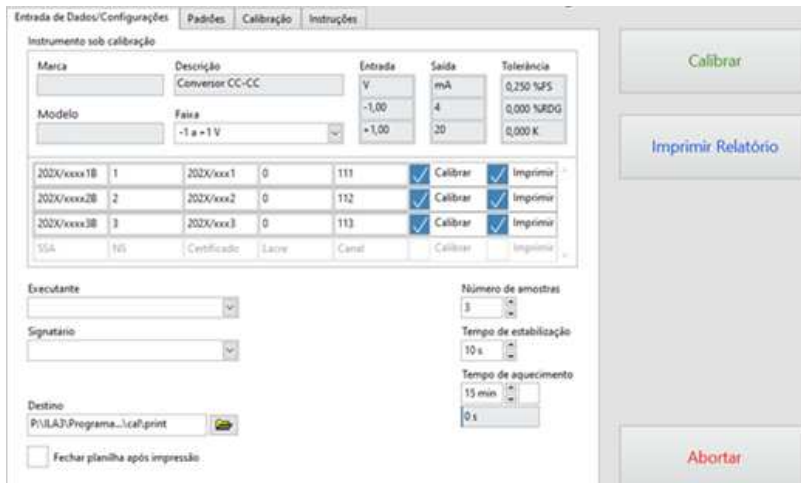 Entrada de Dados/Configurações Padrões Calibração Instruções
Instrumento sob calibração
Marca Descrição Entrada Saída Tolerância
Conversor CC-CC V mA 0,250 %FS
Modelo Faixa -1,00 4 0,000 %RDG
-1 a +1 V +1,00 20 0,000 K
202X/xxxx1B 1 202X/xxx1 0 111 Calibrar Imprimir
202X/xxxx2B 2 202X/xxx2 0 112 Calibrar Imprimir
202X/xxxx3B 3 202X/xxx3 0 113 Calibrar Imprimir
SSA NS Certificado Lacre Canal Calibrar Imprimir
Executante
Signatário
Destino
P:\ILA3\Programa...\cal\print
Fechar planilha após impressão
Número de amostras
3
Tempo de estabilização
10 s
Tempo de aquecimento
15 min
0 s
Calibrar
Imprimir Relatório
Abortar